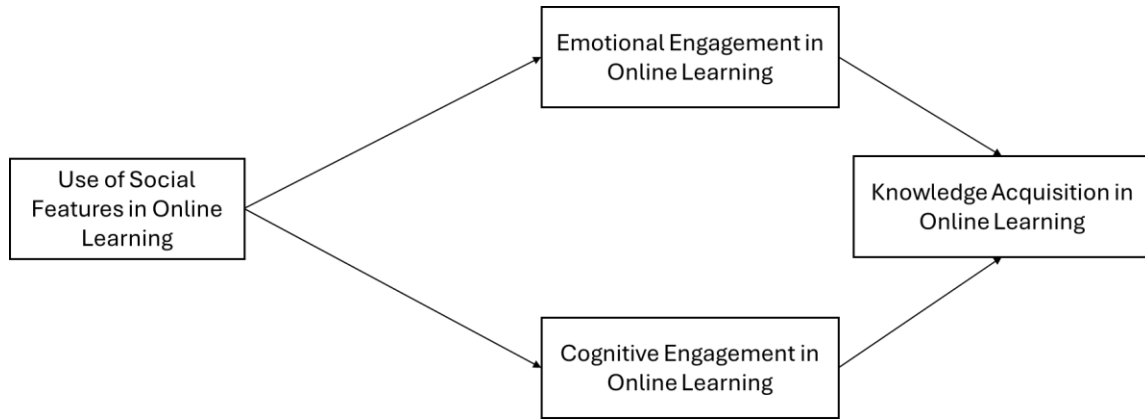 Emotional Engagement in
Online Learning
Use of Social
Features in Online
Learning
Knowledge Acquisition in
Online Learning
Cognitive Engagement in
Online Learning